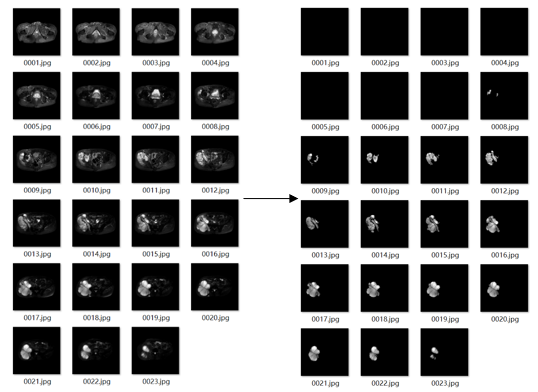 0001.jpg 0002.jpg 0003.jpg 0004.jpg 0001.jpg 0002.jpg 0003.jpg 0004.jpg
0005.jpg 0006.jpg 0007.jpg 0008.jpg 0005.jpg 0006.jpg 0007.jpg 0008.jpg
0009.jpg 0010.jpg 0011.jpg 0012.jpg 0009.jpg 0010.jpg 0011.jpg 0012.jpg
0013.jpg 0014.jpg 0015.jpg 0016.jpg 0013.jpg 0014.jpg 0015.jpg 0016.jpg
0017.jpg 0018.jpg 0019.jpg 0020.jpg 0017.jpg 0018.jpg 0019.jpg 0020.jpg
0021.jpg 0022.jpg 0023.jpg 0021.jpg 0022.jpg 0023.jpg